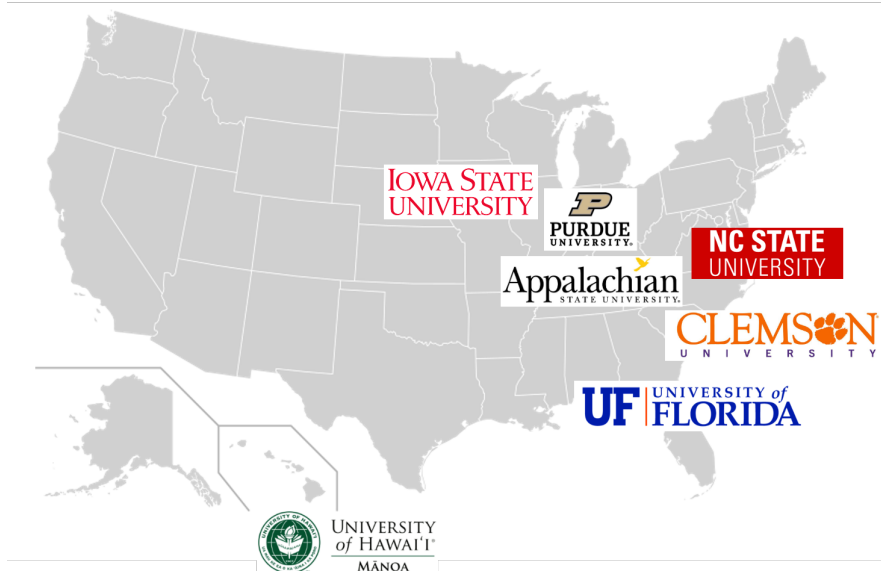 IOWA STATE
UNIVERSITY
P
PURDUE
UNIVERSITY®
NC STATE
UNIVERSITY
Appalachian
STATE UNIVERSITY®
CLEMSON
UNIVERSITY
UF UNIVERSITY of
FLORIDA
UNIVERSITY
of HAWAIʻI®
MĀNOA